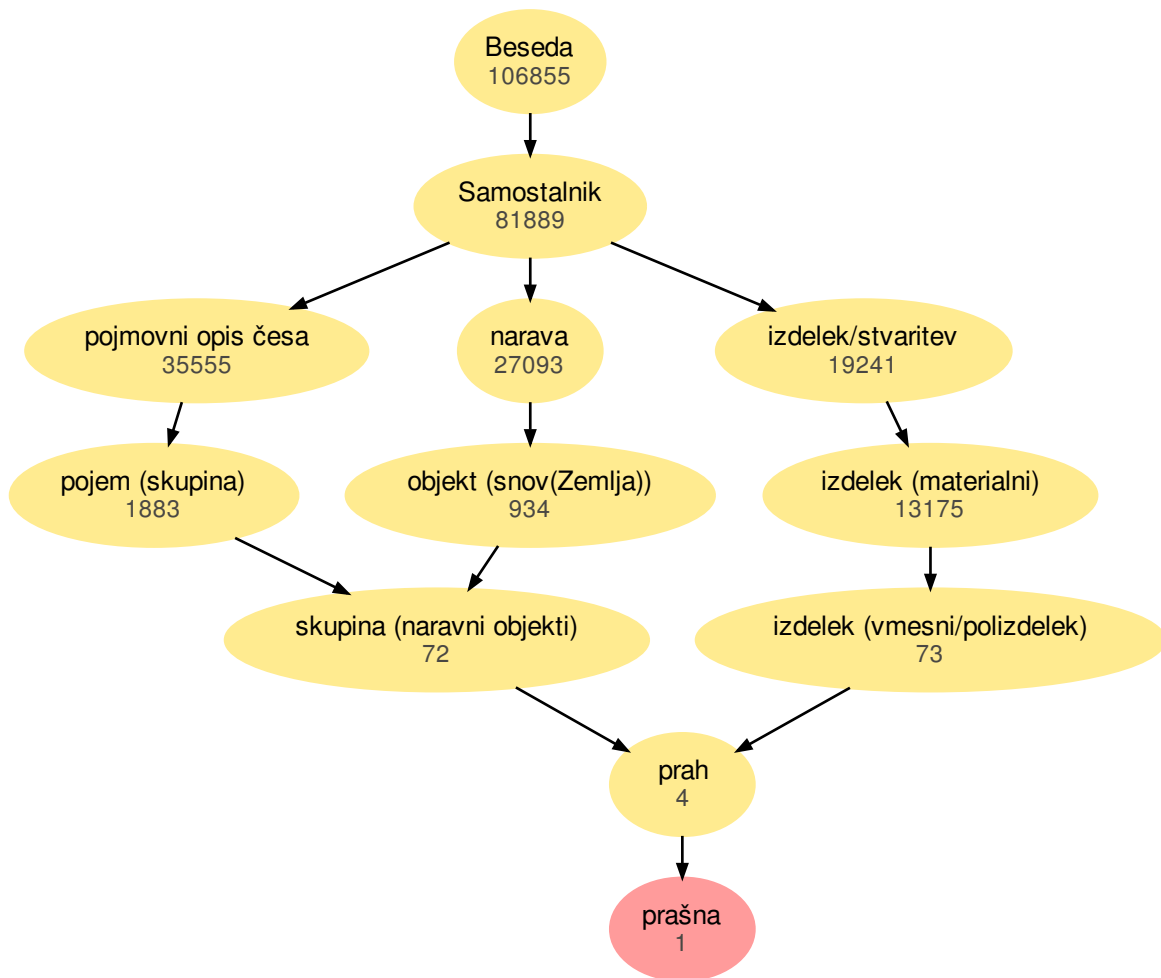 Beseda
106855
Samostalnik
81889
pojmovni opis česa
35555
narava
27093
izdelek/stvaritev
19241
pojem (skupina)
1883
objekt (snov(Zemlja))
934
izdelek (materialni)
13175
skupina (naravni objekti)
72
izdelek (vmesni/polizdelek)
73
prah
4
prašna
1